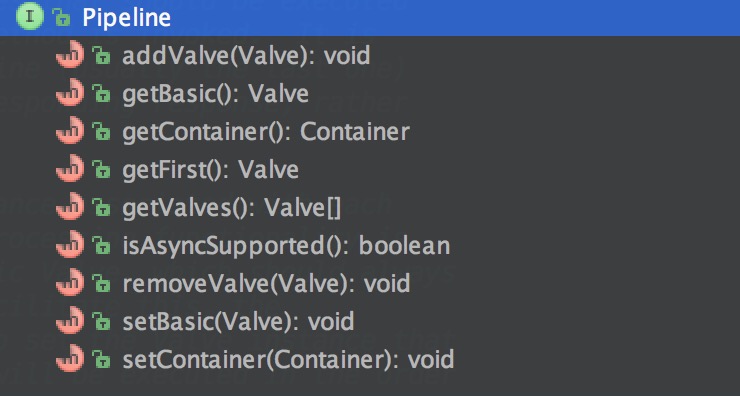 Pipeline
addValve(Valve): void
getBasic(): Valve
getContainer(): Container
getFirst(): Valve
getValves(): Valve[]
isAsyncSupported(): boolean
removeValve(Valve): void
setBasic(Valve): void
setContainer(Container): void